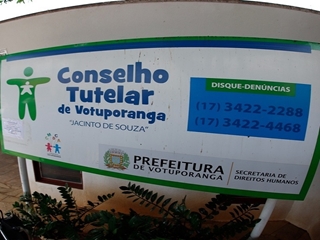 Conselho
Tutelar
de Votuporanga
"JACINTO DE SOUZA"
DISQUE-DENÚNCIAS
(17) 3422-2288
(17) 3422-4468
PREFEITURA
DE VOTUPORANGA
SECRETARIA DE
DIREITOS HUMANOS